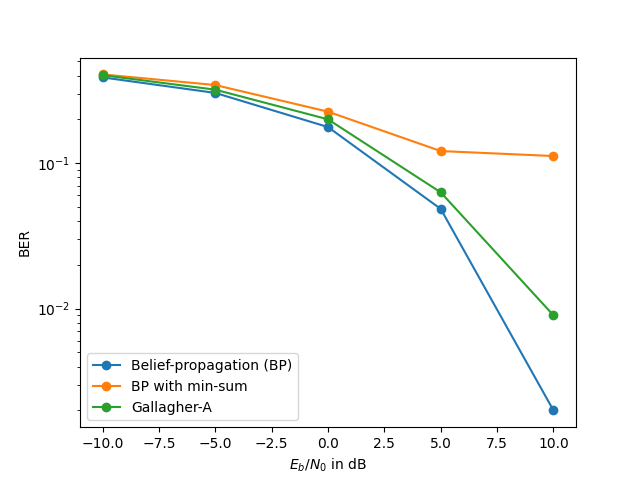 BER
10⁻¹
10⁻²
Belief-propagation (BP)
BP with min-sum
Gallagher-A
−10.0 −7.5 −5.0 −2.5 0.0 2.5 5.0 7.5 10.0
E_b/N_0 in dB